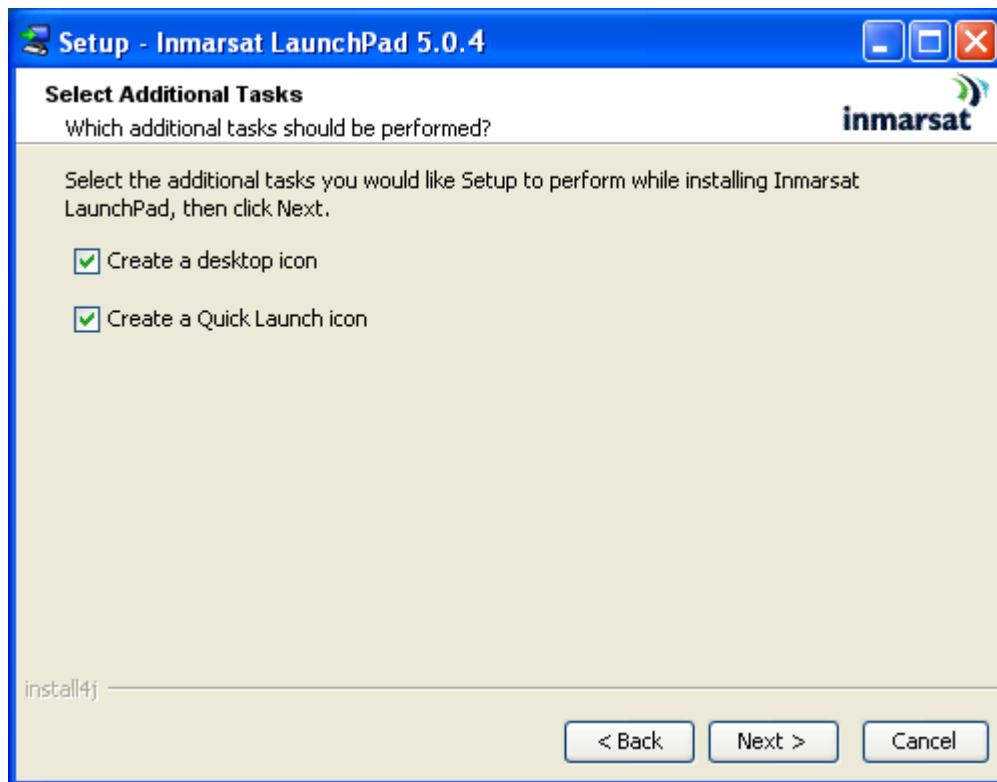 Setup - Inmarsat LaunchPad 5.0.4
Select Additional Tasks
Which additional tasks should be performed?
inmarsat
Select the additional tasks you would like Setup to perform while installing Inmarsat
LaunchPad, then click Next.
Create a desktop icon
Create a Quick Launch icon
install4j
< Back
Next >
Cancel